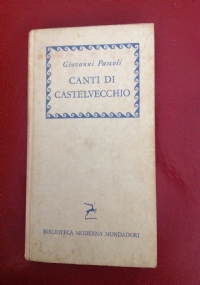 Giovanni Pascoli
CANTI DI
CASTELVECCHIO
BIBLIOTECA MODERNA MONDADORI